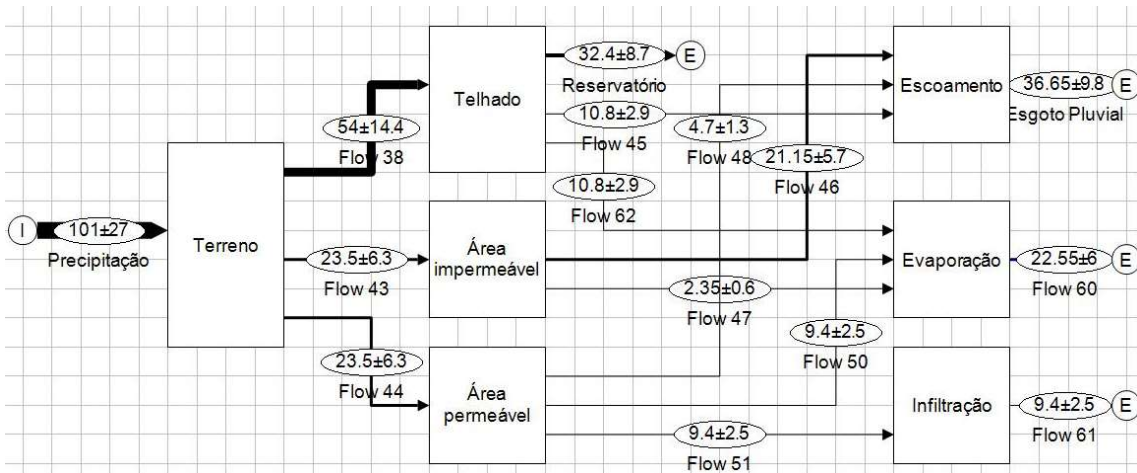 I
101±27
Precipitação
Terreno
54±14.4
Flow 38
23.5±6.3
Flow 43
23.5±6.3
Flow 44
Telhado
Área
impermeável
Área
permeável
32.4±8.7
E
Reservatório
10.8±2.9
Flow 45
10.8±2.9
Flow 62
4.7±1.3
Flow 48
21.15±5.7
Flow 46
2.35±0.6
Flow 47
9.4±2.5
Flow 50
9.4±2.5
Flow 51
Escoamento
36.65±9.8
E
Esgoto Pluvial
Evaporação
22.55±6
E
Flow 60
Infiltração
9.4±2.5
E
Flow 61